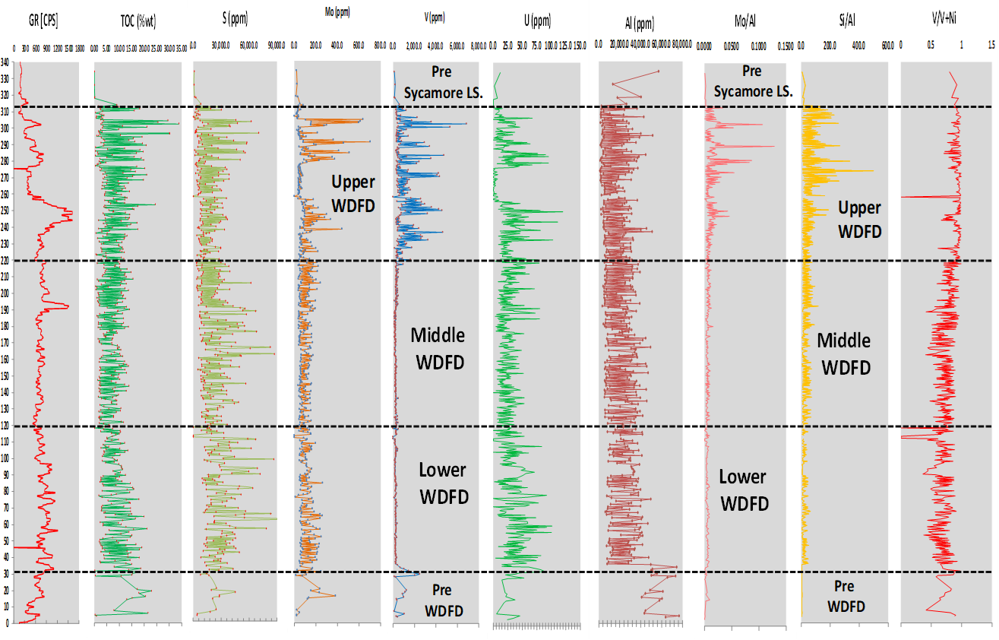 GR [CPS] TOC (%wt) S (ppm) Mo (ppm) V (ppm) U (ppm) Al (ppm) Mo/Al Si/Al V/V+Ni
0 300 600 900 1200 1500 1800
0.00 5.00 10.00 15.00 20.00 25.00 30.00 35.00
0.0 30,000.0 60,000.0 90,000.0
0.0 200.0 400.0 600.0 800.0
0.0 2,000.0 4,000.0 6,000.0 8,000.0
0.0 25.0 50.0 75.0 100.0 125.0 150.0
0.0 20,000.0 40,000.0 60,000.0 80,000.0
0.0000 0.0500 0.1000 0.1500
0.0 200.0 400.0 600.0
0 0.5 1 1.5
340
330
320
310
300
290
280
270
260
250
240
230
220
210
200
190
180
170
160
150
140
130
120
110
100
90
80
70
60
50
40
30
20
10
0
Pre
Sycamore LS.
Pre
Sycamore LS.
Upper
WDFD
Upper
WDFD
Middle
WDFD
Middle
WDFD
Lower
WDFD
Lower
WDFD
Pre
WDFD
Pre
WDFD